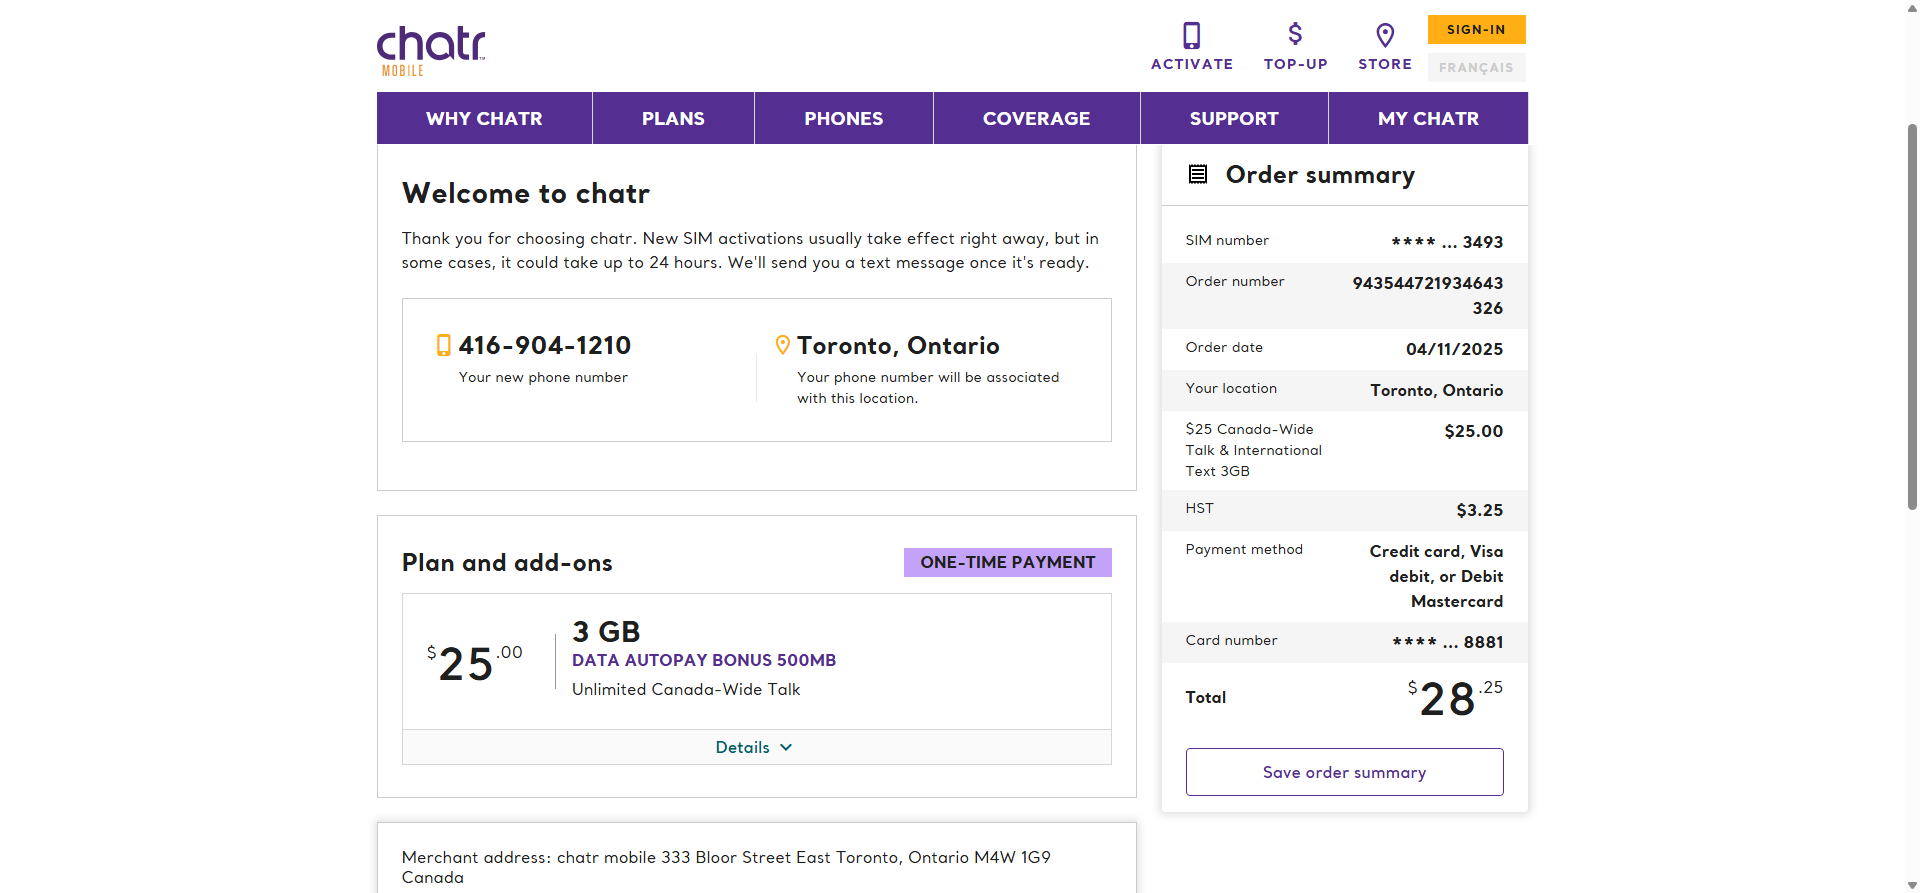 chatr
MOBILE
ACTIVATE
TOP-UP
STORE
SIGN-IN
FRANÇAIS
WHY CHATR
PLANS
PHONES
COVERAGE
SUPPORT
MY CHATR
Welcome to chatr
Thank you for choosing chatr. New SIM activations usually take effect right away, but in
some cases, it could take up to 24 hours. We'll send you a text message once it's ready.
416-904-1210
Your new phone number
Toronto, Ontario
Your phone number will be associated
with this location.
Plan and add-ons
ONE-TIME PAYMENT
$25.00
3 GB
DATA AUTOPAY BONUS 500MB
Unlimited Canada-Wide Talk
Details
Merchant address: chatr mobile 333 Bloor Street East Toronto, Ontario M4W 1G9
Canada
Order summary
SIM number
**** ... 3493
Order number
943544721934643
326
Order date
04/11/2025
Your location
Toronto, Ontario
$25 Canada-Wide
Talk & International
Text 3GB
$25.00
HST
$3.25
Payment method
Credit card, Visa
debit, or Debit
Mastercard
Card number
**** ... 8881
Total
$28.25
Save order summary